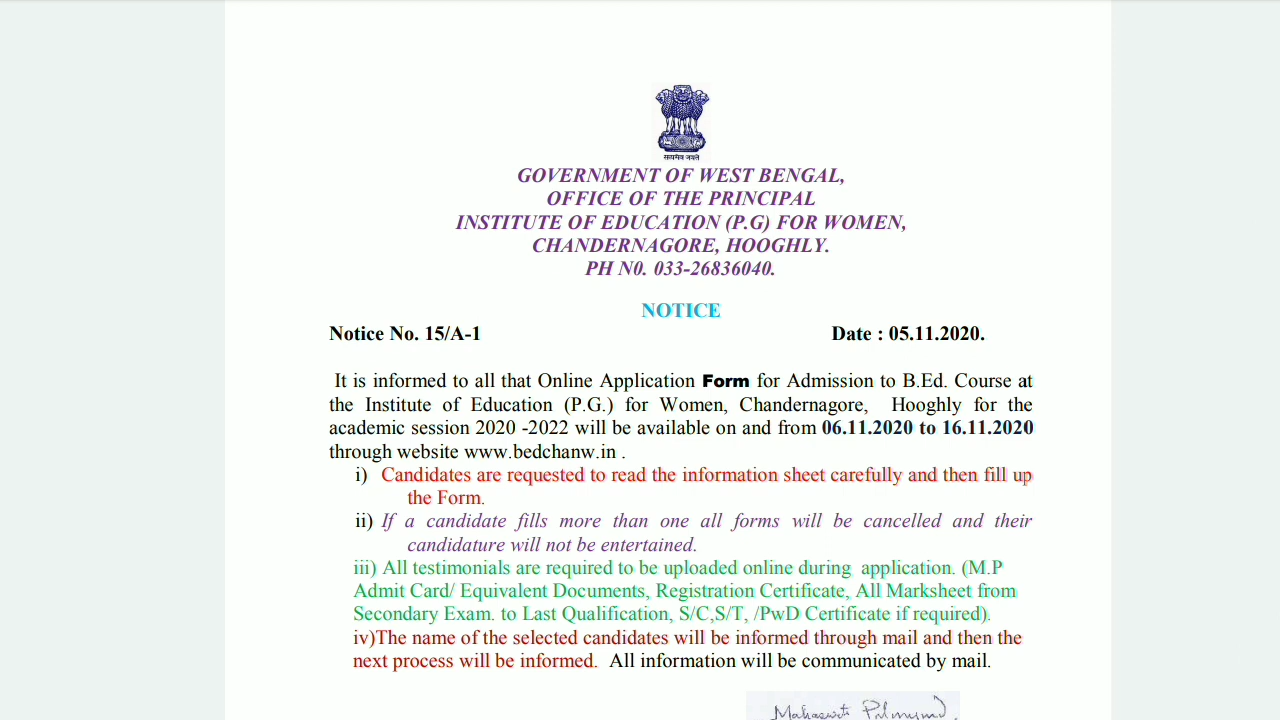 सत्यमेव जयते
GOVERNMENT OF WEST BENGAL,
OFFICE OF THE PRINCIPAL
INSTITUTE OF EDUCATION (P.G) FOR WOMEN,
CHANDERNAGORE, HOOGHLY.
PH N0. 033-26836040.
NOTICE
Notice No. 15/A-1 Date : 05.11.2020.
It is informed to all that Online Application Form for Admission to B.Ed. Course at
the Institute of Education (P.G.) for Women, Chandernagore, Hooghly for the
academic session 2020 -2022 will be available on and from 06.11.2020 to 16.11.2020
through website www.bedchanw.in .
i) Candidates are requested to read the information sheet carefully and then fill up
the Form.
ii) If a candidate fills more than one all forms will be cancelled and their
candidature will not be entertained.
iii) All testimonials are required to be uploaded online during application. (M.P
Admit Card/ Equivalent Documents, Registration Certificate, All Marksheet from
Secondary Exam. to Last Qualification, S/C,S/T, /PwD Certificate if required).
iv)The name of the selected candidates will be informed through mail and then the
next process will be informed. All information will be communicated by mail.